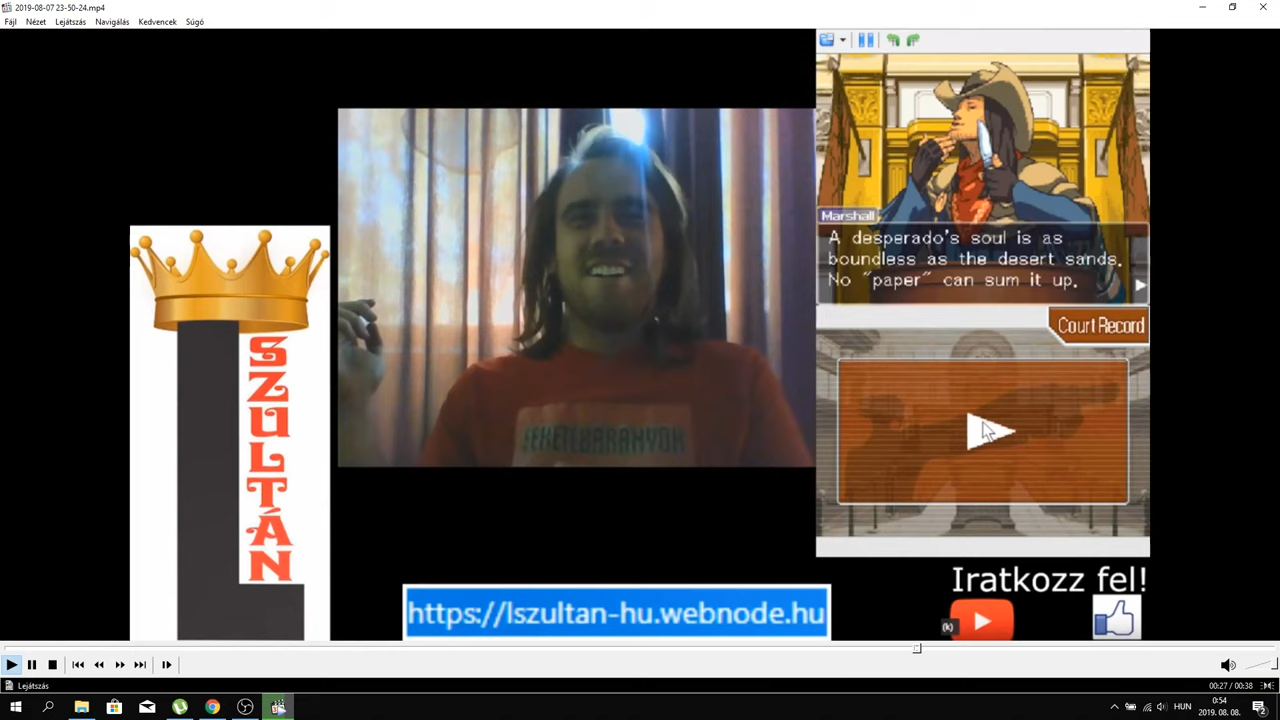 2019-08-07 23-50-24.mp4
Fájl Nézet Lejátszás Navigálás Kedvencek Súgó
Marshall
A desperado's soul is as
boundless as the desert sands.
No "paper" can sum it up.
Court Record
SZULTÁN
L
FEKETEBÁRÁNYOK
https://lszultan-hu.webnode.hu
Iratkozz fel!
(k)
Lejátszás
00:27 / 00:38
HUN
0:54
2019. 08. 08.
2